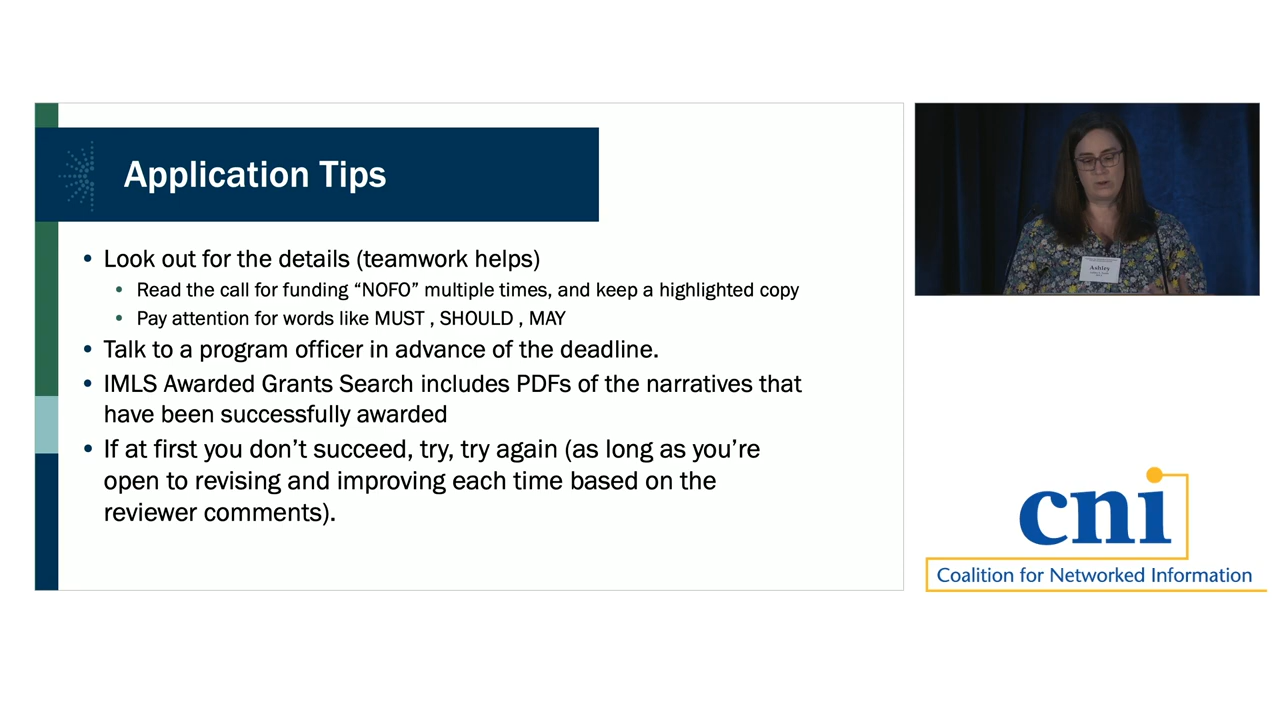 Application Tips
• Look out for the details (teamwork helps)
• Read the call for funding “NOFO” multiple times, and keep a highlighted copy
• Pay attention for words like MUST , SHOULD , MAY
• Talk to a program officer in advance of the deadline.
• IMLS Awarded Grants Search includes PDFs of the narratives that
have been successfully awarded
• If at first you don’t succeed, try, try again (as long as you’re
open to revising and improving each time based on the
reviewer comments).
Ashley
cni
Coalition for Networked Information